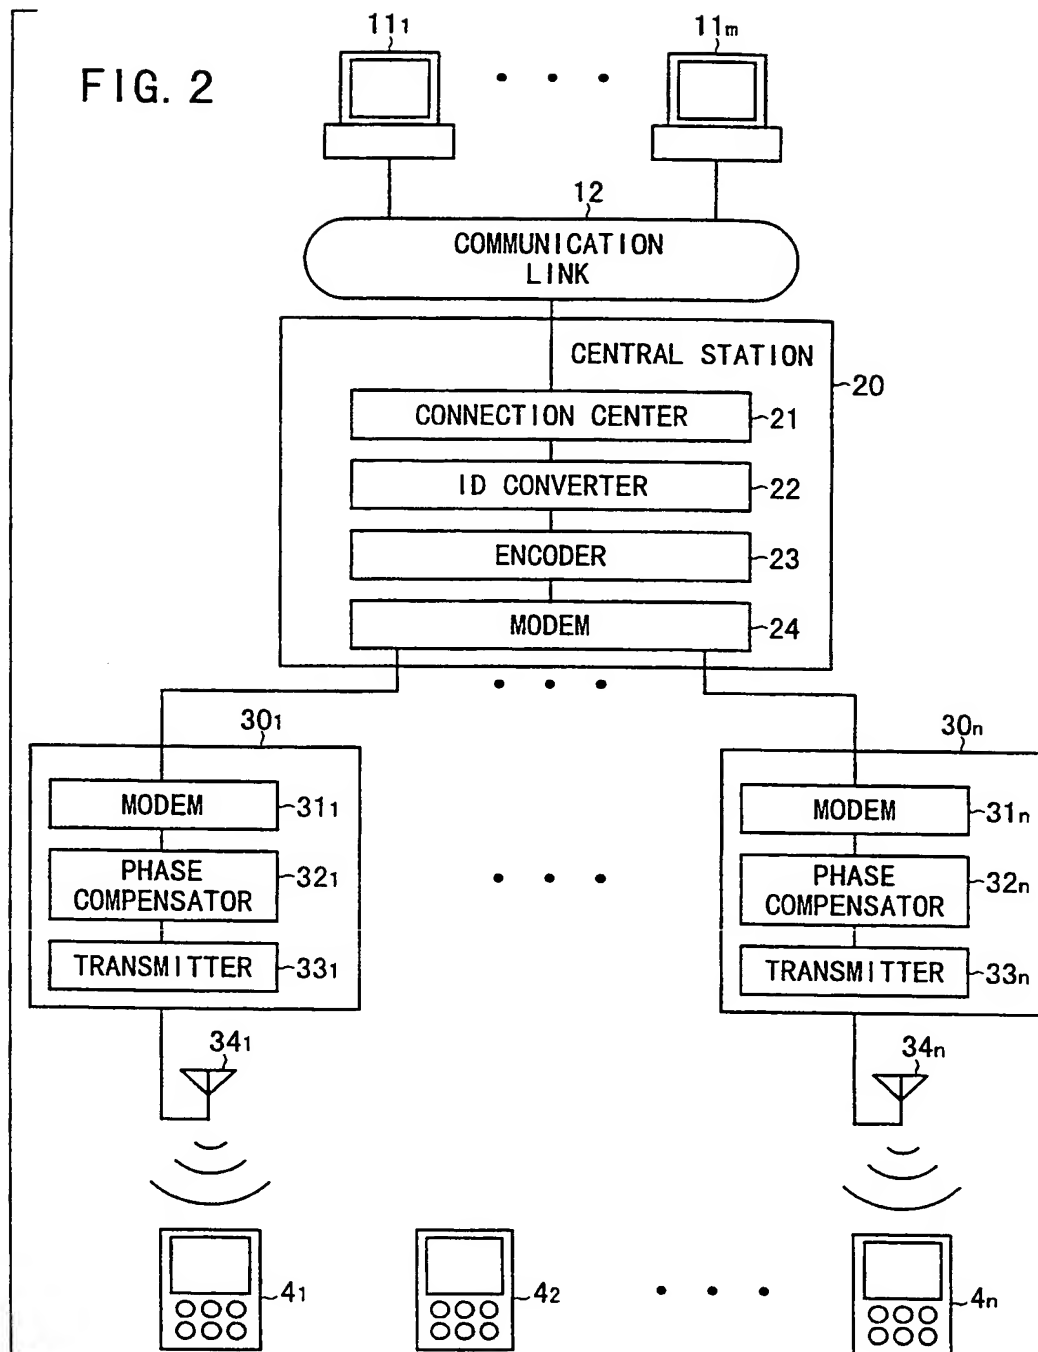 FIG. 2
11₁
11ₘ
12
COMMUNICATION
LINK
CENTRAL STATION
20
CONNECTION CENTER
21
ID CONVERTER
22
ENCODER
23
MODEM
24
30₁
30ₙ
MODEM
31₁
MODEM
31ₙ
PHASE
COMPENSATOR
32₁
PHASE
COMPENSATOR
32ₙ
TRANSMITTER
33₁
TRANSMITTER
33ₙ
34₁
34ₙ
4₁
4₂
4ₙ